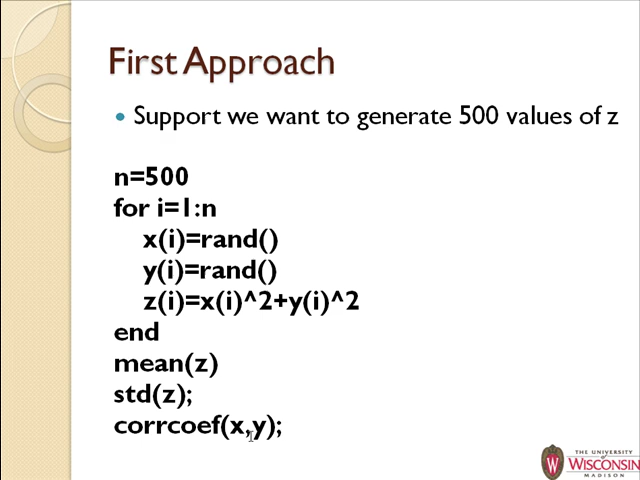 First Approach
Support we want to generate 500 values of z
n=500
for i=1:n
x(i)=rand()
y(i)=rand()
z(i)=x(i)^2+y(i)^2
end
mean(z)
std(z);
corrcoef(x,y);
THE UNIVERSITY
of
WISCONSIN
MADISON